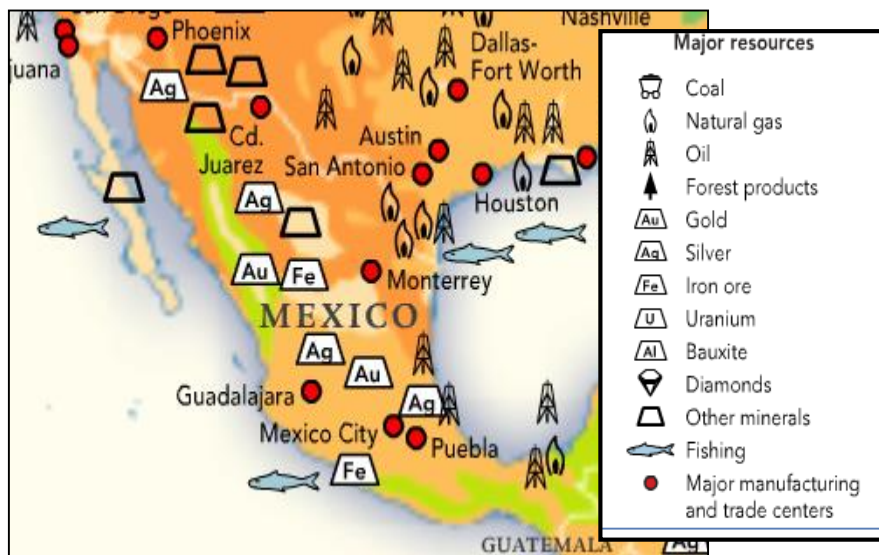 Nashville
Phoenix
Dallas-
Fort Worth
juana
Ag
Cd.
Juarez
Austin
San Antonio
Houston
Ag
Au
Fe
Monterrey
MEXICO
Ag
Au
Guadalajara
Ag
Mexico City
Puebla
Fe
GUATEMALA
Ag
Major resources
Coal
Natural gas
Oil
Forest products
Au Gold
Ag Silver
Fe Iron ore
U Uranium
Al Bauxite
Diamonds
Other minerals
Fishing
Major manufacturing
and trade centers